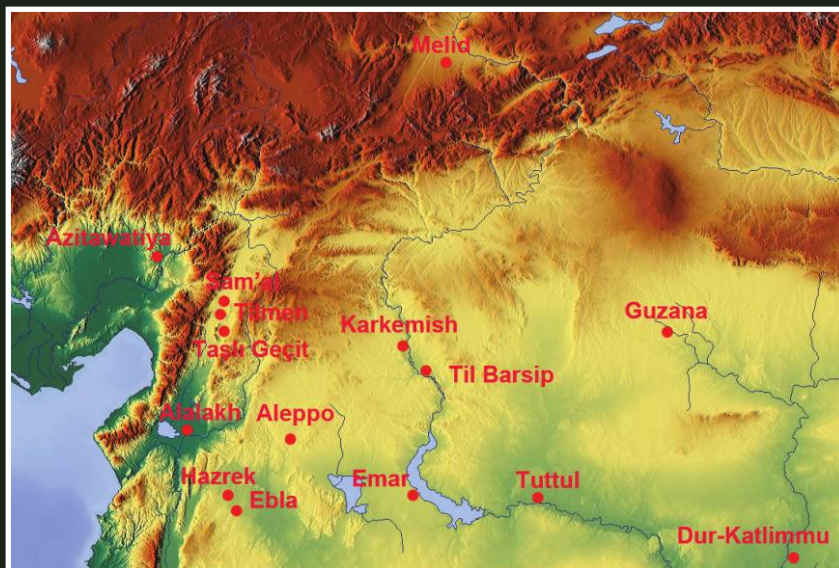 Melid
Azitawatiya
Sam'al
Tilmen
Taşlı Geçit
Karkemish
Guzana
Til Barsip
Alalakh
Aleppo
Hazrek
Ebla
Emar
Tuttul
Dur-Katlimmu